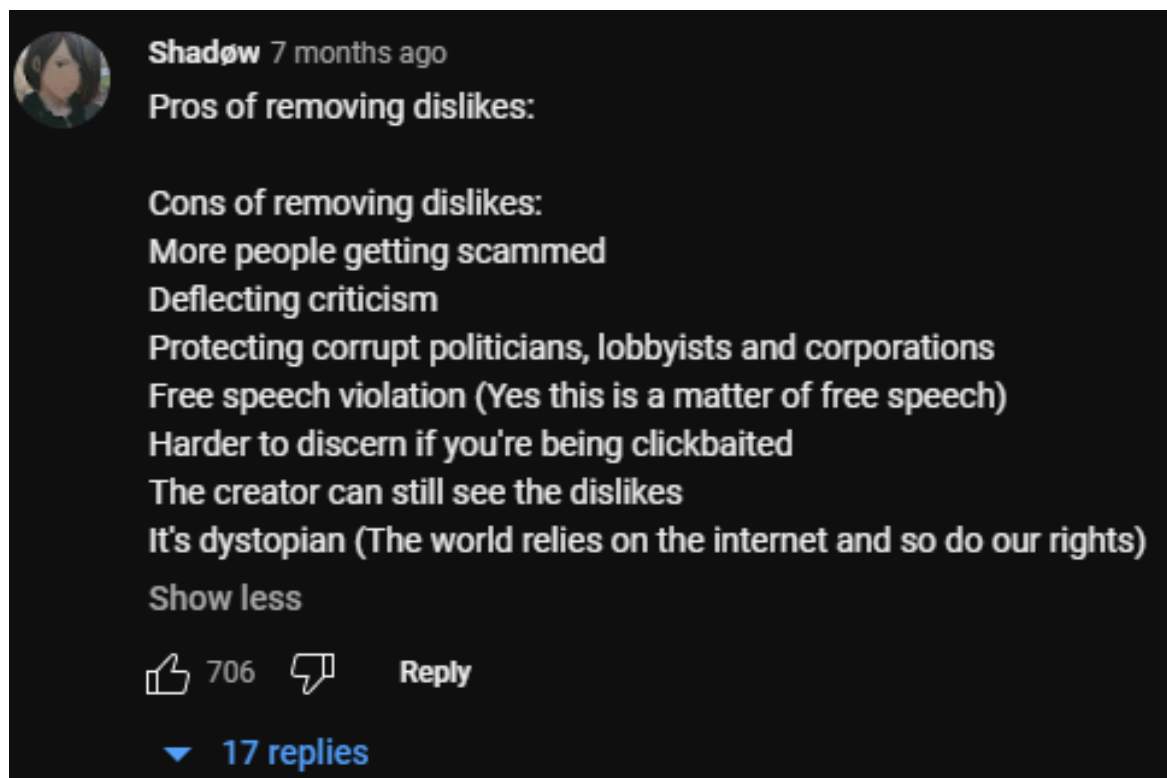 Shadøw 7 months ago
Pros of removing dislikes:
Cons of removing dislikes:
More people getting scammed
Deflecting criticism
Protecting corrupt politicians, lobbyists and corporations
Free speech violation (Yes this is a matter of free speech)
Harder to discern if you're being clickbaited
The creator can still see the dislikes
It's dystopian (The world relies on the internet and so do our rights)
Show less
706 Reply
17 replies